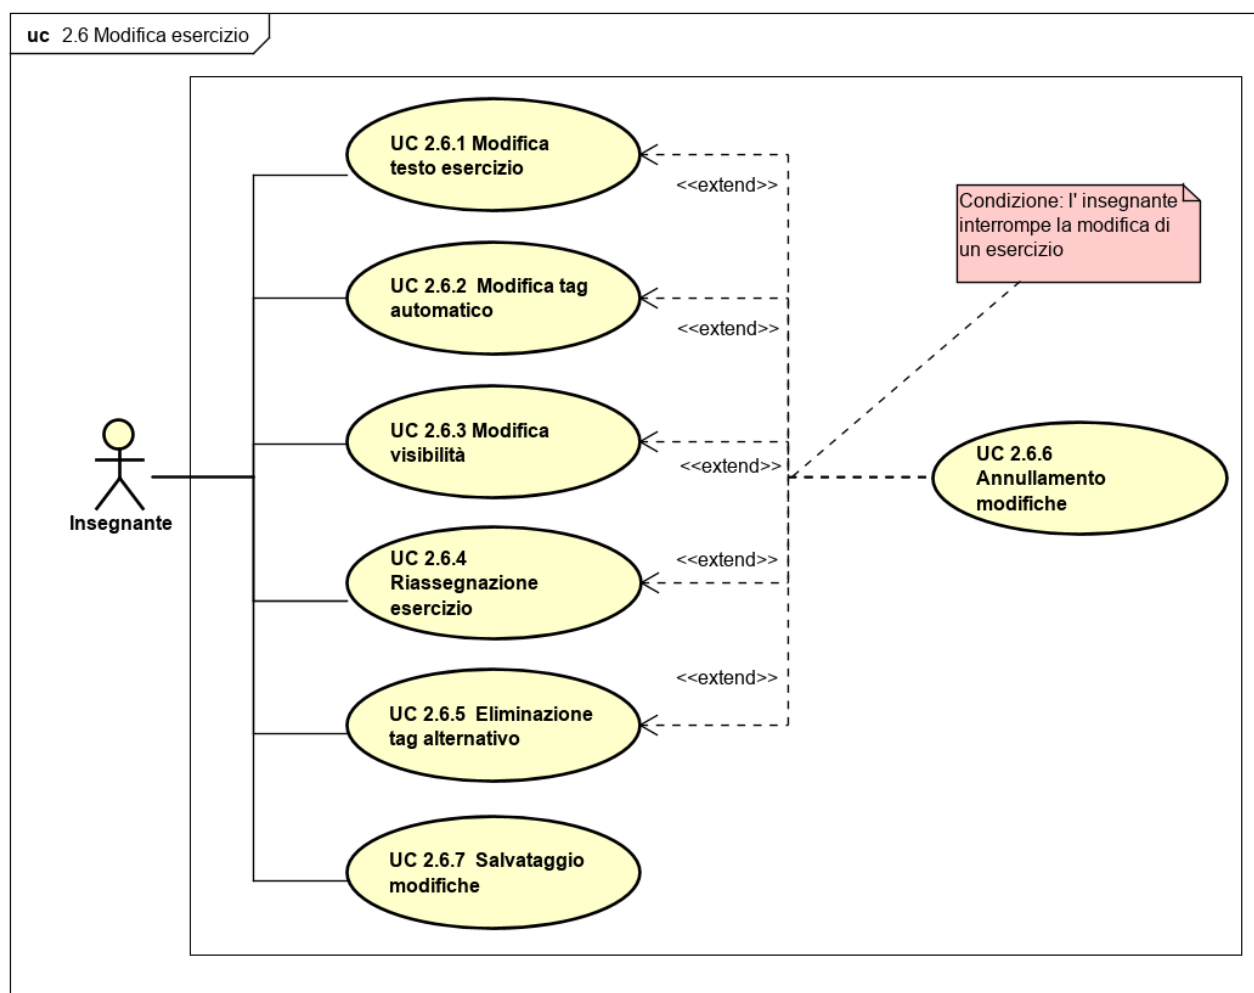 uc 2.6 Modifica esercizio
UC 2.6.1 Modifica
testo esercizio
<<extend>>
Condizione: l' insegnante
interrompe la modifica di
un esercizio
UC 2.6.2 Modifica tag
automatico
<<extend>>
UC 2.6.3 Modifica
visibilità
<<extend>>
UC 2.6.6
Annullamento
modifiche
Insegnante
UC 2.6.4
Riassegnazione
esercizio
<<extend>>
<<extend>>
UC 2.6.5 Eliminazione
tag alternativo
UC 2.6.7 Salvataggio
modifiche